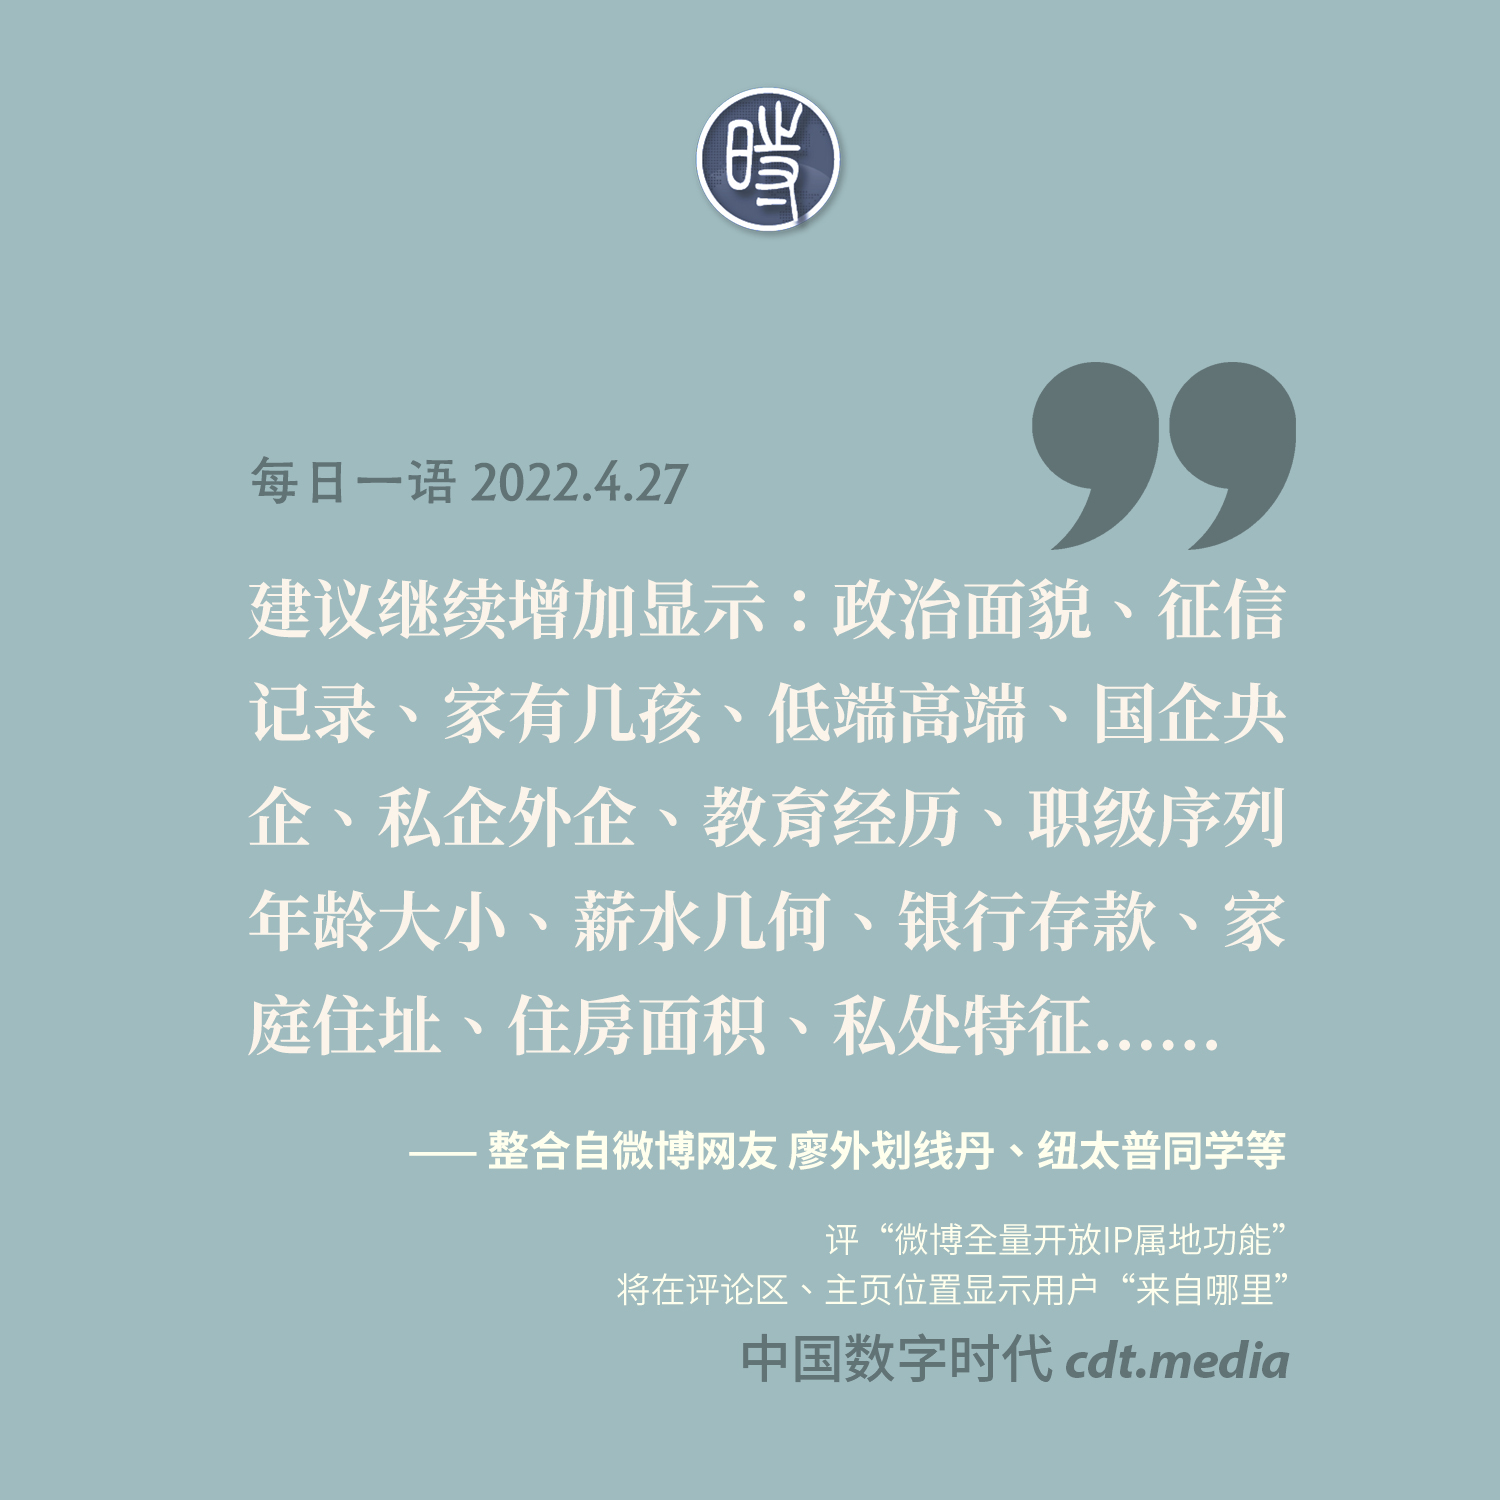 时
每日一语 2022.4.27
建议继续增加显示：政治面貌、征信
记录、家有几孩、低端高端、国企央
企、私企外企、教育经历、职级序列
年龄大小、薪水几何、银行存款、家
庭住址、住房面积、私处特征……
—— 整合自微博网友 廖外划线丹、纽太普同学等
评“微博全量开放IP属地功能”
将在评论区、主页位置显示用户“来自哪里”
中国数字时代 cdt.media